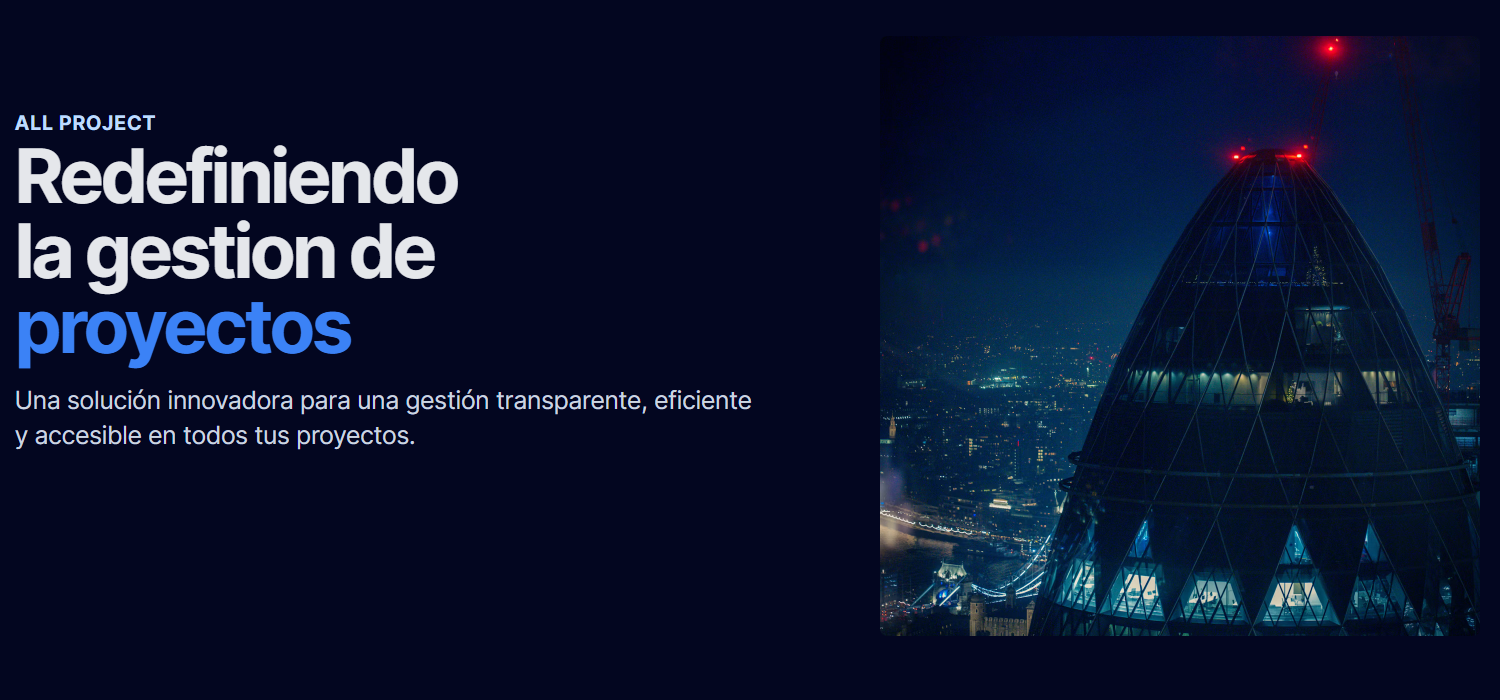 ALL PROJECT
Redefiniendo
la gestion de
proyectos
Una solución innovadora para una gestión transparente, eficiente
y accesible en todos tus proyectos.